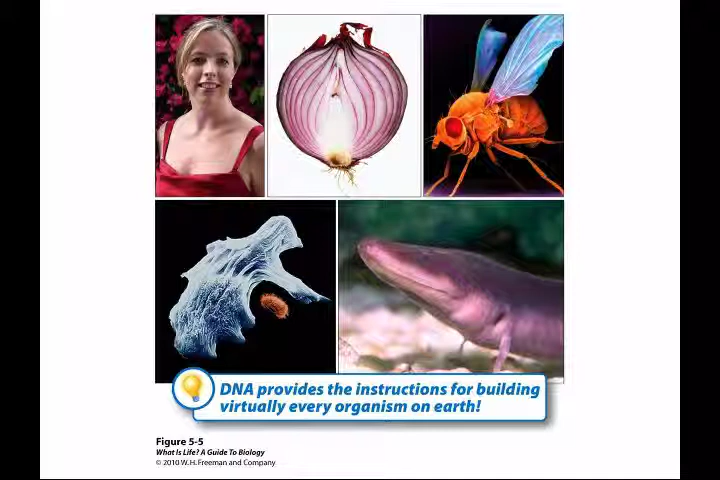 DNA provides the instructions for building
virtually every organism on earth!
Figure 5-5
What Is Life? A Guide To Biology
© 2010 W. H. Freeman and Company